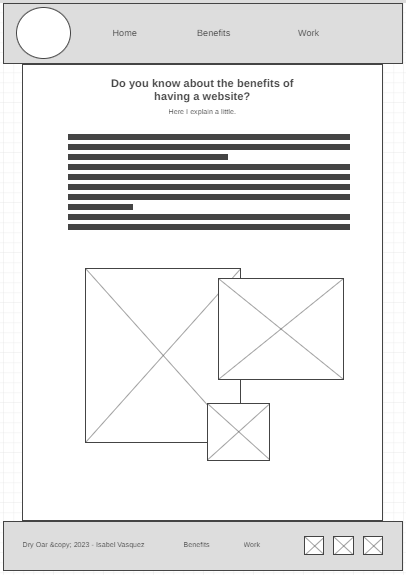 Home Benefits Work
Do you know about the benefits of
having a website?
Here I explain a little.
Dry Oar &copy; 2023 - Isabel Vasquez Benefits Work